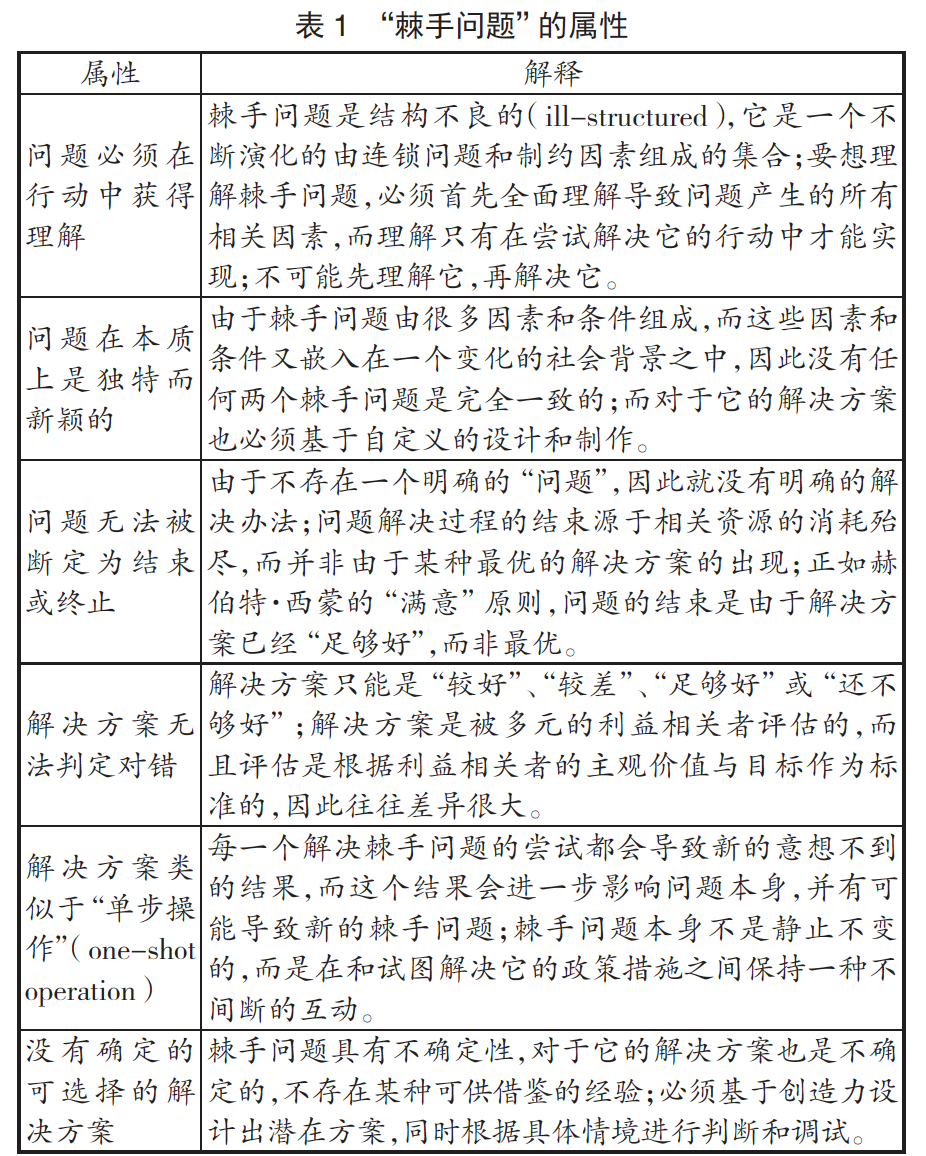 表 1 “棘手问题”的属性
属性
解释
问题必须在
行动中获得
理解
棘手问题是结构不良的(ill-structured),它是一个不
断演化的由连锁问题和制约因素组成的集合;要想理
解棘手问题,必须首先全面理解导致问题产生的所有
相关因素,而理解只有在尝试解决它的行动中才能实
现;不可能先理解它,再解决它。
问题在本质
上是独特而
新颖的
由于棘手问题由很多因素和条件组成,而这些因素和
条件又嵌入在一个变化的社会背景之中,因此没有任
何两个棘手问题是完全一致的;而对于它的解决方案
也必须基于自定义的设计和制作。
问题无法被
断定为结束
或终止
由于不存在一个明确的“问题”,因此就没有明确的解
决办法;问题解决过程的结束源于相关资源的消耗殆
尽,而并非由于某种最优的解决方案的出现;正如赫
伯特·西蒙的“满意”原则,问题的结束是由于解决方
案已经“足够好”,而非最优。
解决方案无
法判定对错
解决方案只能是“较好”、“较差”、“足够好”或“还不
够好”;解决方案是被多元的利益相关者评估的,而
且评估是根据利益相关者的主观价值与目标作为标
准的,因此往往差异很大。
解决方案类
似于“单步操
作”(one-shot
operation)
每一个解决棘手问题的尝试都会导致新的意想不到
的结果,而这个结果会进一步影响问题本身,并有可
能导致新的棘手问题;棘手问题本身不是静止不变
的,而是在和试图解决它的政策措施之间保持一种不
间断的互动。
没有确定的
可选择的解
决方案
棘手问题具有不确定性,对于它的解决方案也是不确
定的,不存在某种可供借鉴的经验;必须基于创造力设
计出潜在方案,同时根据具体情境进行判断和调试。